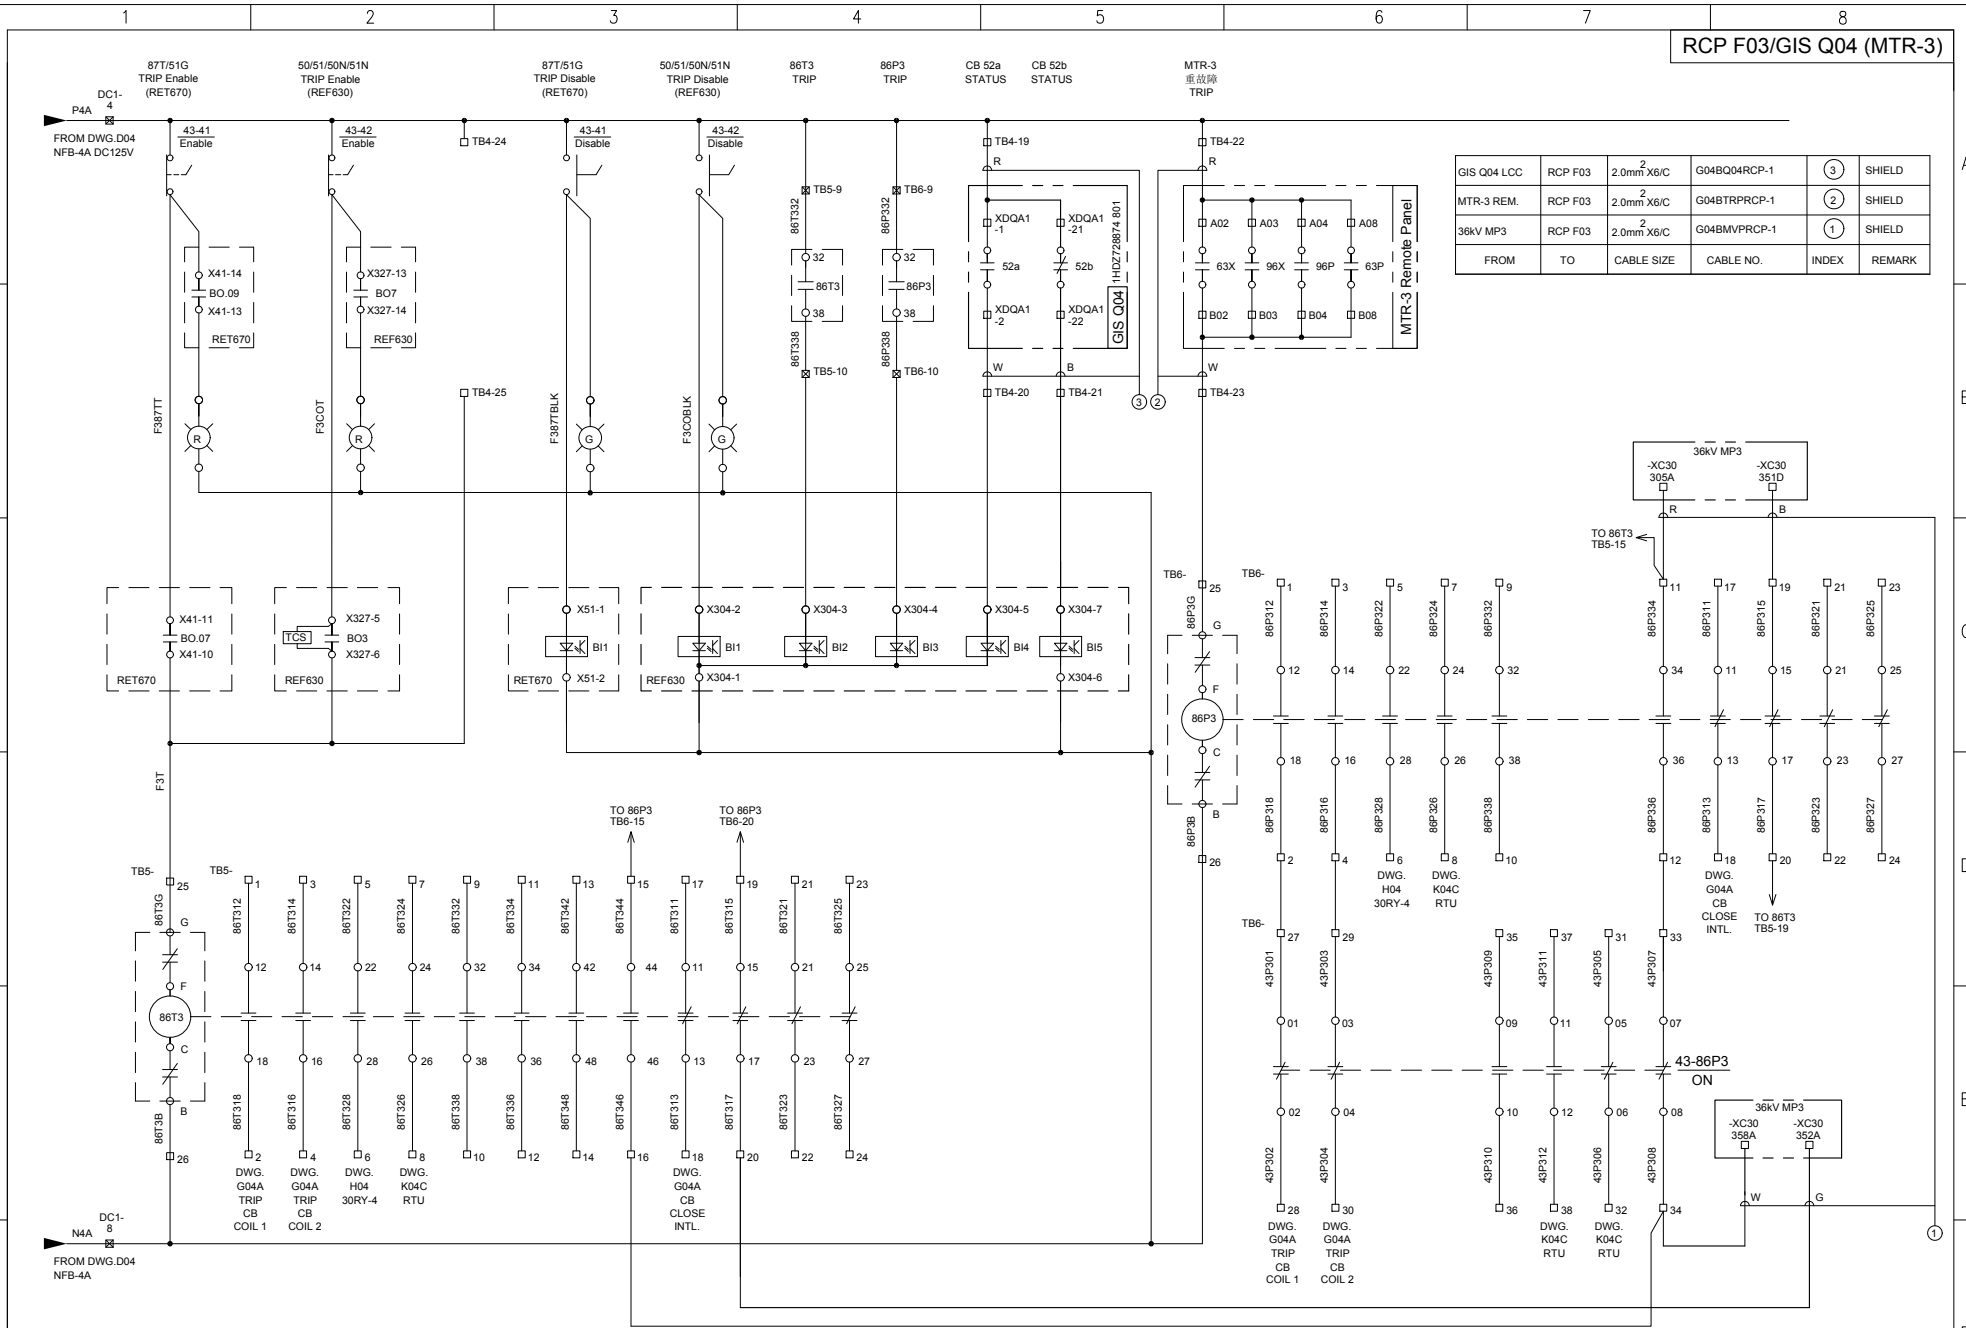 1 2 3 4 5 6 7 8
RCP F03/GIS Q04 (MTR-3)
87T/51G
TRIP Enable
(RET670)
50/51/50N/51N
TRIP Enable
(REF630)
87T/51G
TRIP Disable
(RET670)
50/51/50N/51N
TRIP Disable
(REF630)
86T3
TRIP
86P3
TRIP
CB 52a
STATUS
CB 52b
STATUS
MTR-3
重故障
TRIP
P4A
DC1-
4
FROM DWG.D04
NFB-4A DC125V
43-41
Enable
43-42
Enable
TB4-24
43-41
Disable
43-42
Disable
TB4-19
TB4-22
R
R
TB5-9
TB6-9
86T332
86P332
32
86T3
38
32
86P3
38
86T338
86P338
TB5-10
TB6-10
XDQA1
-1
XDQA1
-21
52a
52b
XDQA1
-2
XDQA1
-22
GIS Q04
1HDZ728874 801
A02 A03 A04 A08
63X 96X 96P 63P
B02 B03 B04 B08
MTR-3 Remote Panel
W B W
TB4-20 TB4-21 3 2 TB4-23
GIS Q04 LCC RCP F03 2.0mm2 X6/C G04BQ04RCP-1 3 SHIELD
MTR-3 REM. RCP F03 2.0mm2 X6/C G04BTRPRCP-1 2 SHIELD
36kV MP3 RCP F03 2.0mm2 X6/C G04BMVPRCP-1 1 SHIELD
FROM TO CABLE SIZE CABLE NO. INDEX REMARK
X41-14
BO.09
X41-13
RET670
X327-13
BO7
X327-14
REF630
TB4-25
F387TT
R
F3COT
R
F387TBLK
G
F3COBLK
G
36kV MP3
-XC30
305A
-XC30
351D
R B
TO 86T3
TB5-15
X41-11
BO.07
X41-10
RET670
X327-5
TCS
BO3
X327-6
REF630
X51-1
BI1
RET670
X51-2
X304-2 X304-3 X304-4 X304-5 X304-7
BI1 BI2 BI3 BI4 BI5
REF630
X304-1
X304-6
TB6-
25
86P3G
G
F
86P3
C
B
86P3B
26
TB6-
1 3 5 7 9 11 17 19 21 23
86P312 86P314 86P322 86P324 86P332 86P334 86P311 86P315 86P321 86P325
12 14 22 24 32 34 11 15 21 25
18 16 28 26 38 36 13 17 23 27
86P318 86P316 86P328 86P326 86P338 86P336 86P313 86P317 86P323 86P327
2 4 6 8 10 12 18 20 22 24
DWG.
H04
30RY-4
DWG.
K04C
RTU
DWG.
G04A
CB
CLOSE
INTL.
TO 86T3
TB5-19
F3T
TO 86P3
TB6-15
TO 86P3
TB6-20
TB5-
25
86T3G
G
F
86T3
C
B
86T3B
26
TB5-
1 3 5 7 9 11 13 15 17 19 21 23
86T312 86T314 86T322 86T324 86T332 86T334 86T342 86T344 86T311 86T315 86T321 86T325
12 14 22 24 32 34 42 44 11 15 21 25
18 16 28 26 38 36 48 46 13 17 23 27
86T318 86T316 86T328 86T326 86T338 86T336 86T348 86T346 86T313 86T317 86T323 86T327
2 4 6 8 10 12 14 16 18 20 22 24
DWG.
G04A
TRIP
CB
COIL 1
DWG.
G04A
TRIP
CB
COIL 2
DWG.
H04
30RY-4
DWG.
K04C
RTU
DWG.
G04A
CB
CLOSE
INTL.
TB6-
27 29 35 37 31 33
43P301 43P303 43P309 43P311 43P305 43P307
01 03 09 11 05 07
43-86P3
ON
02 04 10 12 06 08
43P302 43P304 43P310 43P312 43P306 43P308
28 30 36 38 32 34
DWG.
G04A
TRIP
CB
COIL 1
DWG.
G04A
TRIP
CB
COIL 2
DWG.
K04C
RTU
DWG.
K04C
RTU
36kV MP3
-XC30
358A
-XC30
352A
W G
1
N4A
DC1-
8
FROM DWG.D04
NFB-4A
A
C